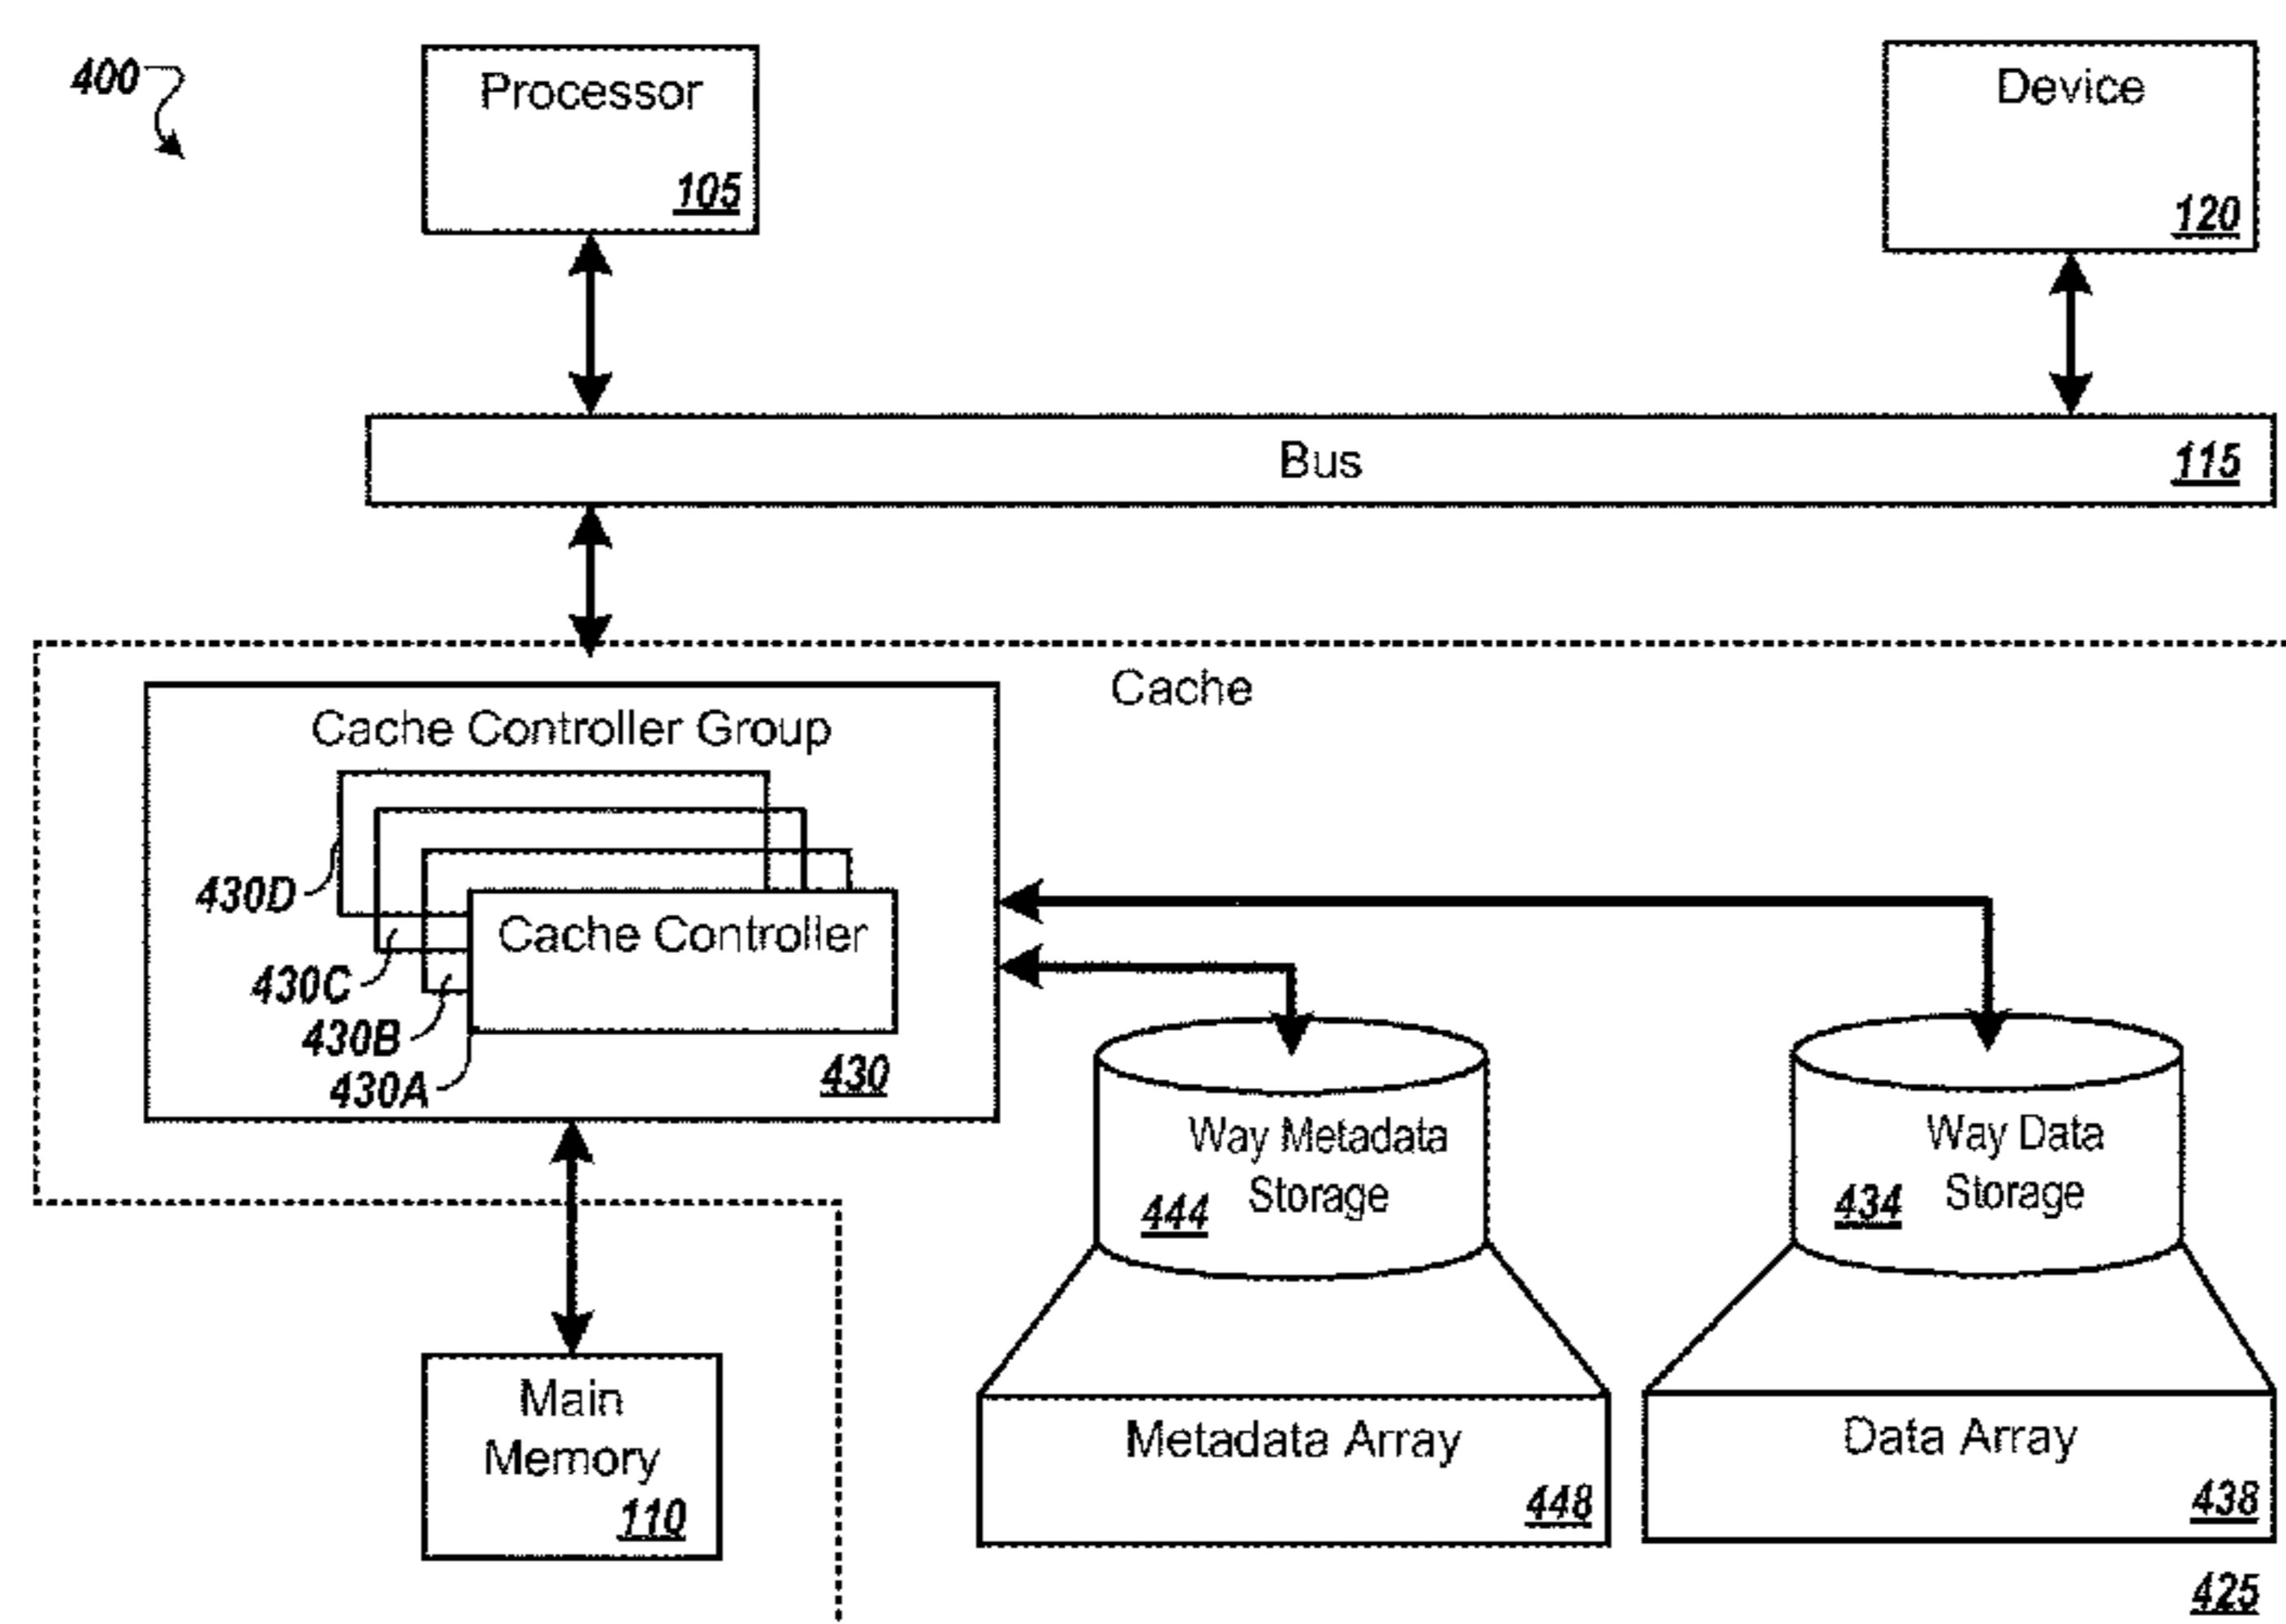 400
Processor
105
Device
120
Bus
115
Cache
Cache Controller Group
430D
Cache Controller
430C
430B
430A
430
Way Metadata
Storage
444
Way Data
Storage
434
Main
Memory
110
Metadata Array
448
Data Array
438
425